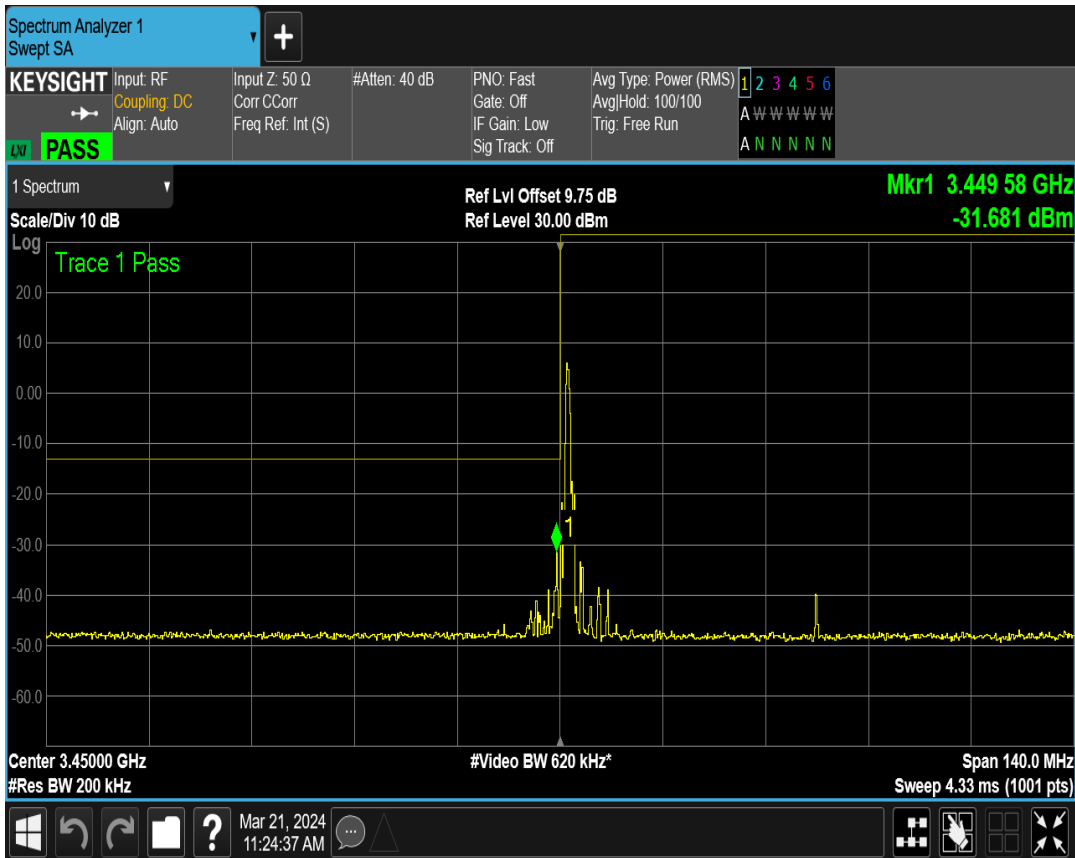 Spectrum Analyzer 1
Swept SA
+
KEYSIGHT
LXI PASS
Input: RF
Coupling: DC
Align: Auto
Input Z: 50 Ω
Corr CCorr
Freq Ref: Int (S)
#Atten: 40 dB
PNO: Fast
Gate: Off
IF Gain: Low
Sig Track: Off
Avg Type: Power (RMS)
Avg|Hold: 100/100
Trig: Free Run
1 2 3 4 5 6
A W W W W W
A N N N N N
1 Spectrum
Scale/Div 10 dB
Ref Lvl Offset 9.75 dB
Ref Level 30.00 dBm
Mkr1 3.449 58 GHz
-31.681 dBm
Log
Trace 1 Pass
20.0
10.0
0.00
-10.0
-20.0
-30.0
-40.0
-50.0
-60.0
1
Center 3.45000 GHz
#Res BW 200 kHz
#Video BW 620 kHz*
Span 140.0 MHz
Sweep 4.33 ms (1001 pts)
?
Mar 21, 2024
11:24:37 AM